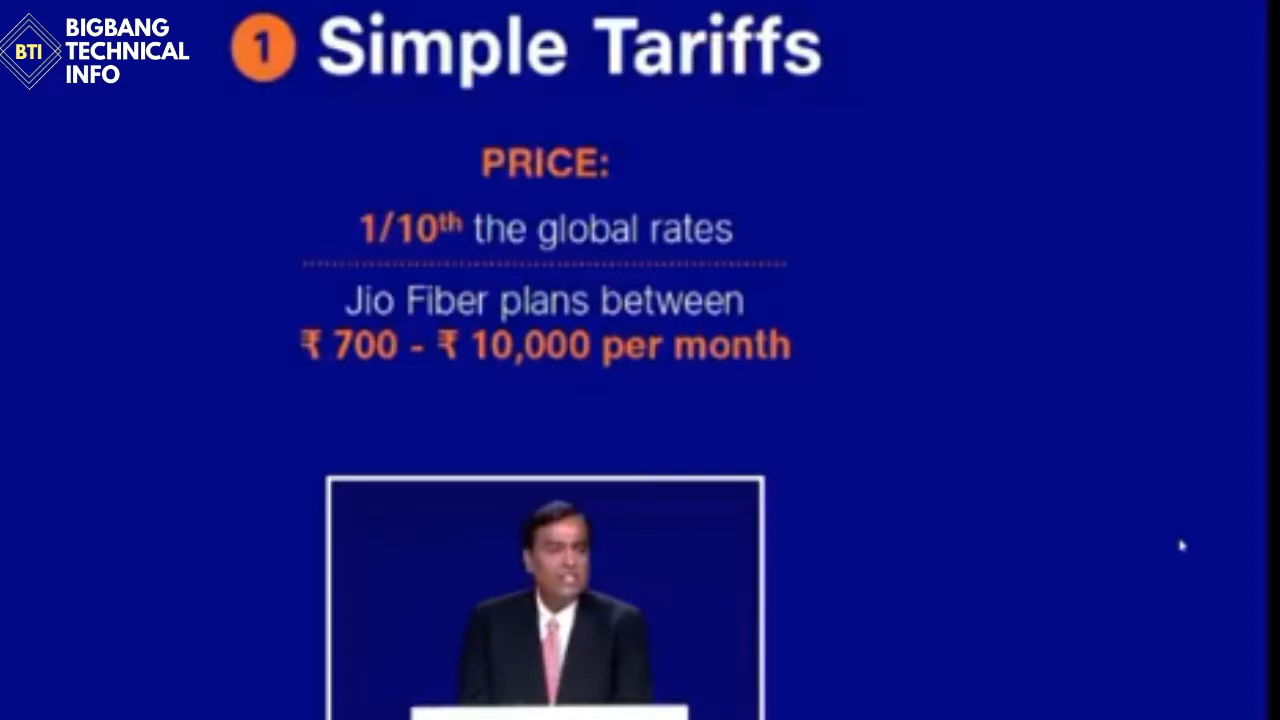 BTI
BIGBANG
TECHNICAL
INFO
1 Simple Tariffs
PRICE:
1/10th the global rates
Jio Fiber plans between
₹ 700 - ₹ 10,000 per month